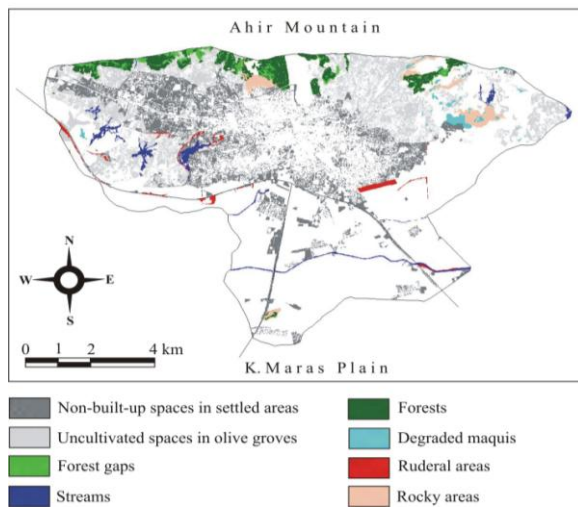 Ahir Mountain
N
W E
S
0 1 2 4 km
K. Maras Plain
Non-built-up spaces in settled areas
Uncultivated spaces in olive groves
Forest gaps
Streams
Forests
Degraded maquis
Ruderal areas
Rocky areas